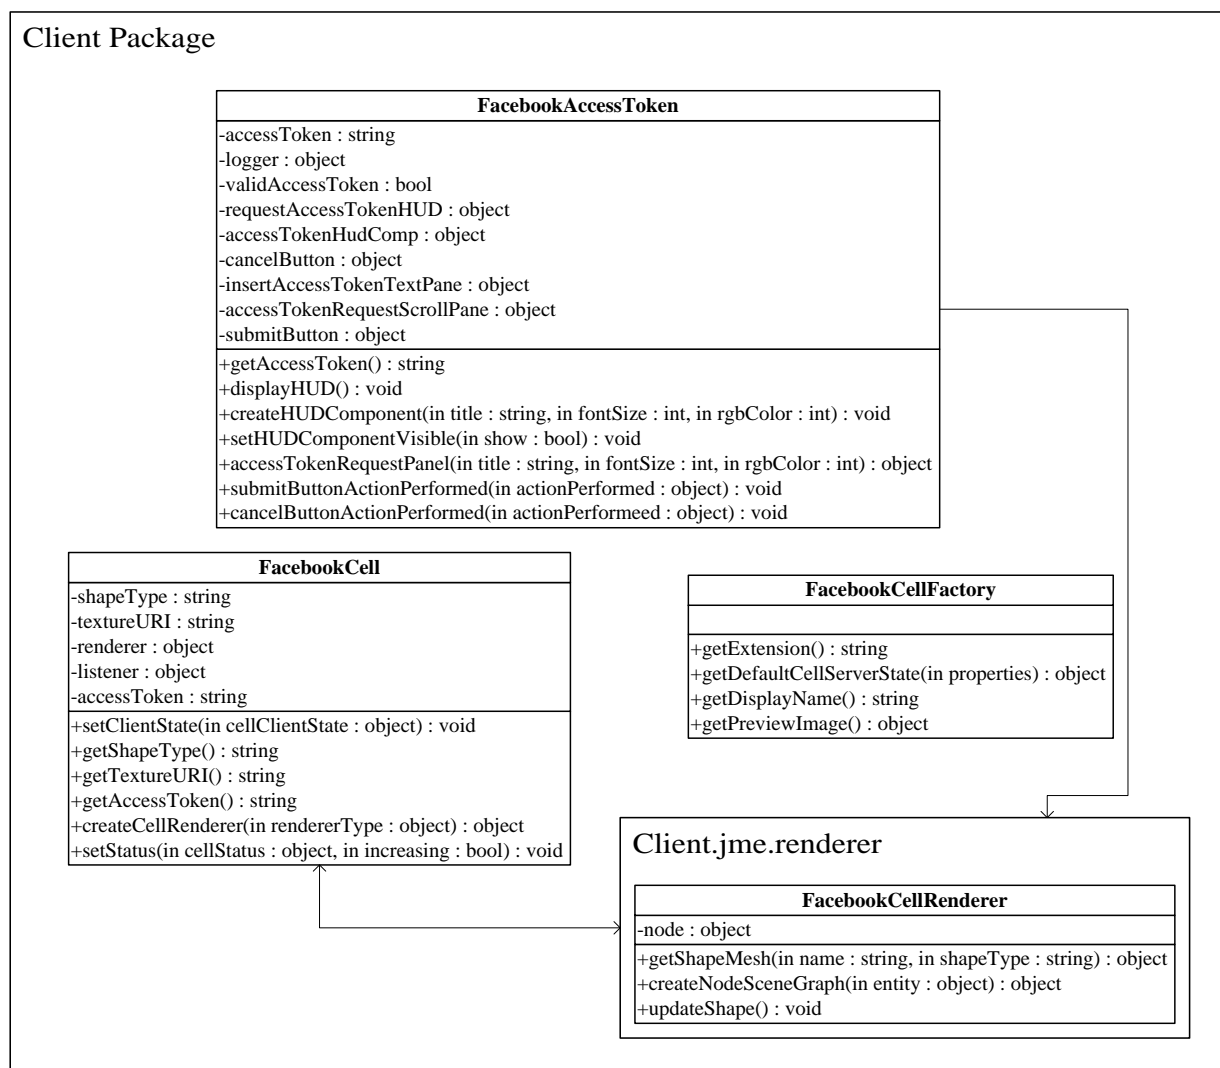 Client Package
FacebookAccessToken
-accessToken : string
-logger : object
-validAccessToken : bool
-requestAccessTokenHUD : object
-accessTokenHudComp : object
-cancelButton : object
-insertAccessTokenTextPane : object
-accessTokenRequestScrollPane : object
-submitButton : object
+getAccessToken() : string
+displayHUD() : void
+createHUDComponent(in title : string, in fontSize : int, in rgbColor : int) : void
+setHUDComponentVisible(in show : bool) : void
+accessTokenRequestPanel(in title : string, in fontSize : int, in rgbColor : int) : object
+submitButtonActionPerformed(in actionPerformed : object) : void
+cancelButtonActionPerformed(in actionPerformeed : object) : void
FacebookCell
-shapeType : string
-textureURI : string
-renderer : object
-listener : object
-accessToken : string
+setClientState(in cellClientState : object) : void
+getShapeType() : string
+getTextureURI() : string
+getAccessToken() : string
+createCellRenderer(in rendererType : object) : object
+setStatus(in cellStatus : object, in increasing : bool) : void
FacebookCellFactory
+getExtension() : string
+getDefaultCellServerState(in properties) : object
+getDisplayName() : string
+getPreviewImage() : object
Client.jme.renderer
FacebookCellRenderer
-node : object
+getShapeMesh(in name : string, in shapeType : string) : object
+createNodeSceneGraph(in entity : object) : object
+updateShape() : void